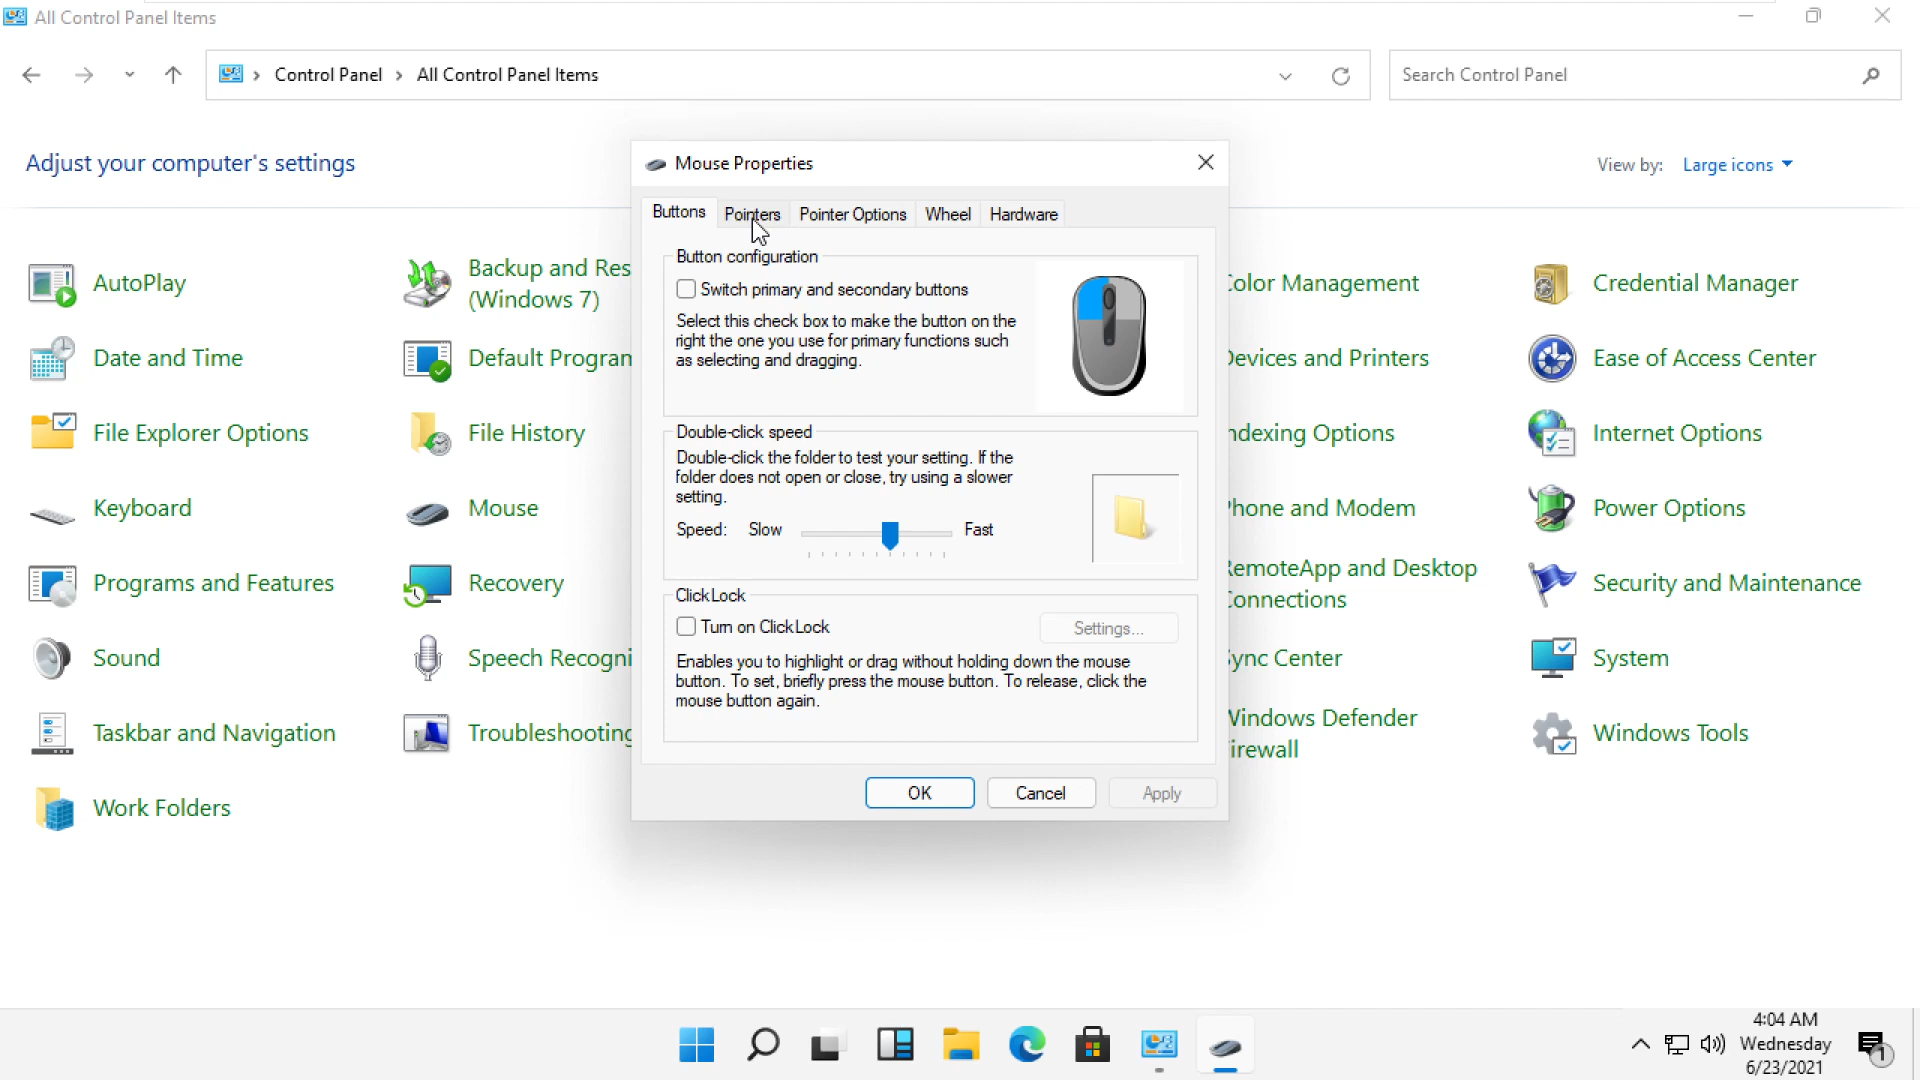 All Control Panel Items
Control Panel > All Control Panel Items
Search Control Panel
Adjust your computer's settings
View by: Large icons
Mouse Properties
Buttons Pointers Pointer Options Wheel Hardware
Button configuration
Switch primary and secondary buttons
Select this check box to make the button on the
right the one you use for primary functions such
as selecting and dragging.
Double-click speed
Double-click the folder to test your setting. If the
folder does not open or close, try using a slower
setting.
Speed: Slow Fast
ClickLock
Turn on ClickLock
Settings...
Enables you to highlight or drag without holding down the mouse
button. To set, briefly press the mouse button. To release, click the
mouse button again.
OK Cancel Apply
AutoPlay
Backup and Res
(Windows 7)
olor Management
Credential Manager
Date and Time
Default Program
Devices and Printers
Ease of Access Center
File Explorer Options
File History
ndexing Options
Internet Options
Keyboard
Mouse
Phone and Modem
Power Options
Programs and Features
Recovery
RemoteApp and Desktop
Connections
Security and Maintenance
Sound
Speech Recogni
ync Center
System
Taskbar and Navigation
Troubleshooting
Windows Defender
irewall
Windows Tools
Work Folders
4:04 AM
Wednesday
6/23/2021
1